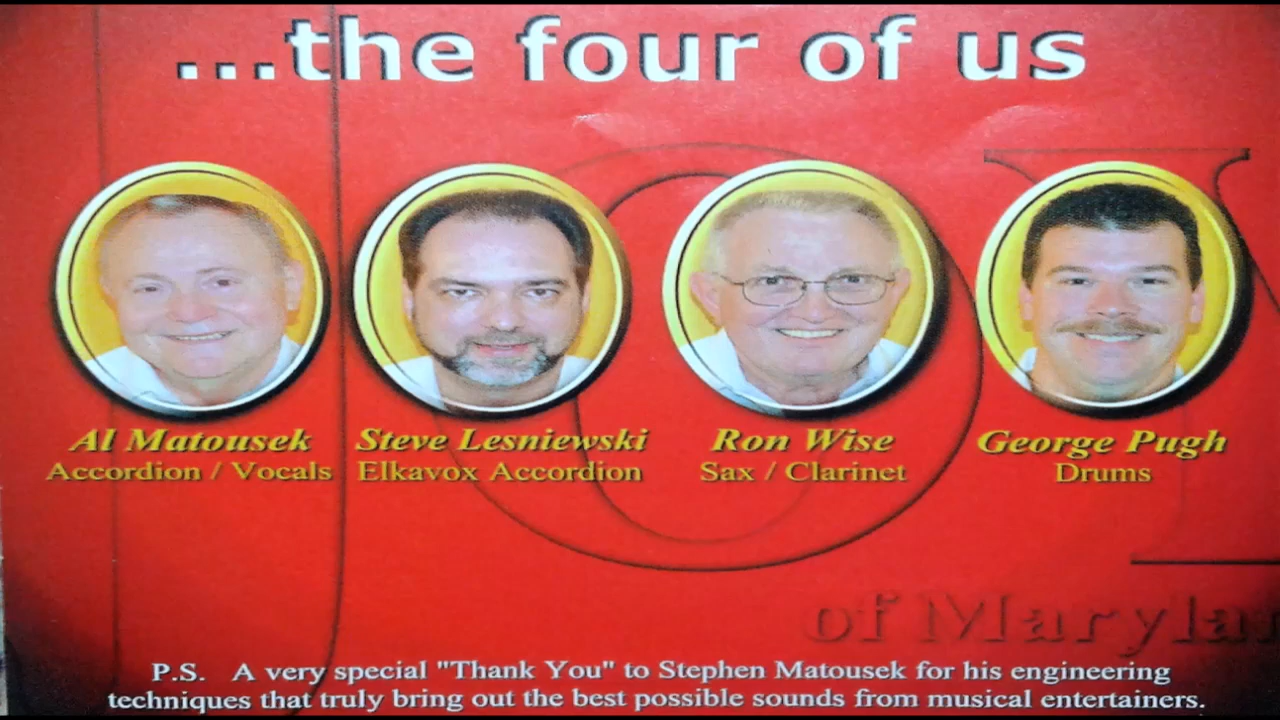 ...the four of us
Al Matousek Steve Lesniewski Ron Wise George Pugh
Accordion / Vocals Elkavox Accordion Sax / Clarinet Drums
of
P.S. A very special "Thank You" to Stephen Matousek for his engineering
techniques that truly bring out the best possible sounds from musical entertainers.